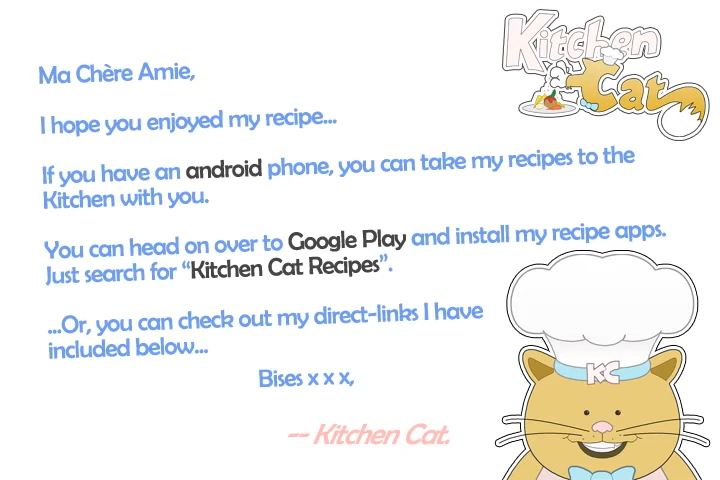 Kitchen
Cat
Ma Chère Amie,
I hope you enjoyed my recipe...
If you have an android phone, you can take my recipes to the
Kitchen with you.
You can head on over to Google Play and install my recipe apps.
Just search for “Kitchen Cat Recipes”.
...Or, you can check out my direct-links I have
included below...
Bises x x x,
-- Kitchen Cat.
KC